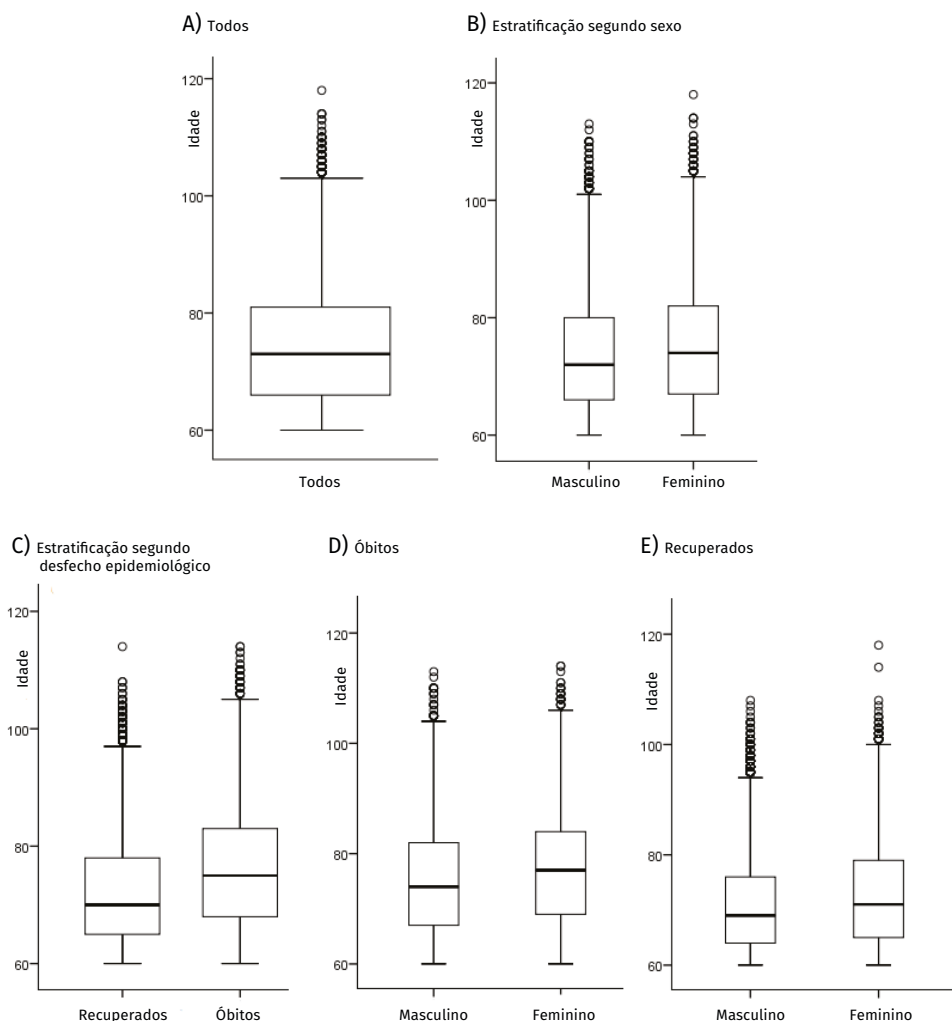 A) Todos
B) Estratificação segundo sexo
120
100
80
60
Idade
Todos
120
100
80
60
Idade
Masculino Feminino
C) Estratificação segundo
desfecho epidemiológico
D) Óbitos
E) Recuperados
120
100
80
60
Idade
Recuperados Óbitos
120
100
80
60
Idade
Masculino Feminino
120
100
80
60
Idade
Masculino Feminino